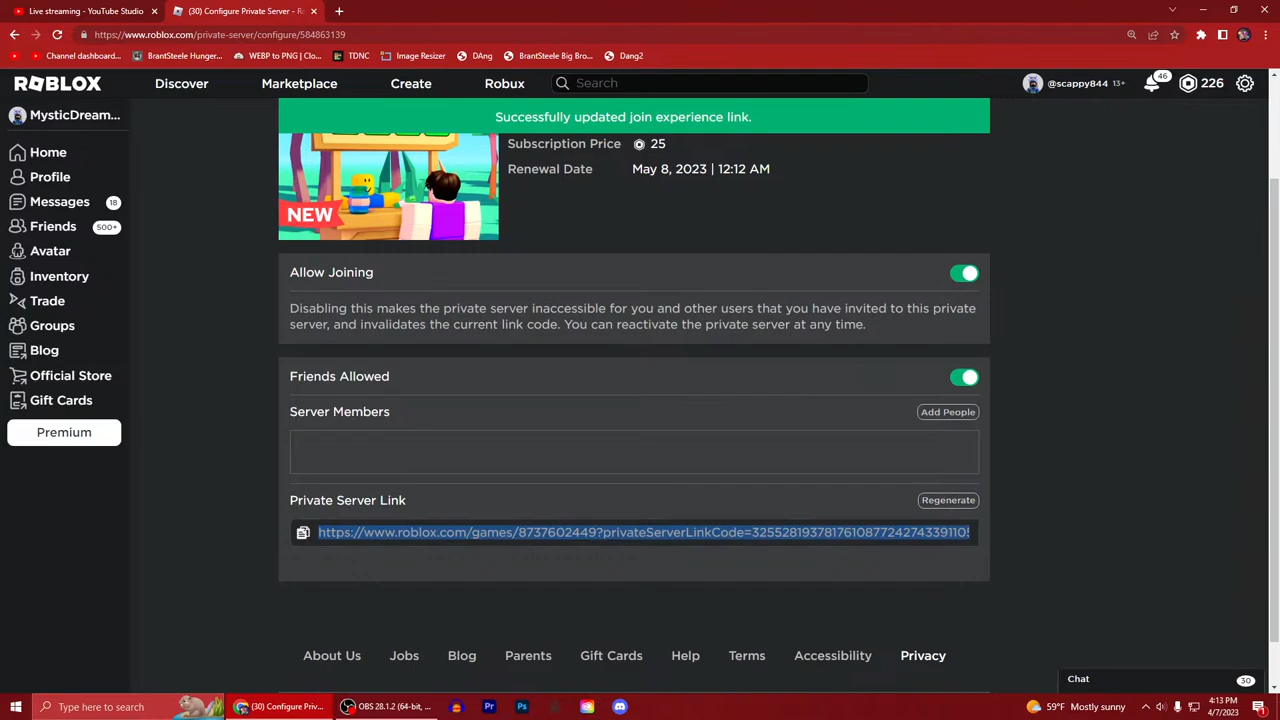 Live streaming - YouTube Studio
(30) Configure Private Server - R
https://www.roblox.com/private-server/configure/584863139
Channel dashboard...
BrantSteele Hunger...
WEBP to PNG | Clo...
TDNC
Image Resizer
DAng
BrantSteele Big Bro...
Dang2
ROBLOX
Discover
Marketplace
Create
Robux
Search
@scappy844 13+
46
226
MysticDream...
Home
Profile
Messages 18
Friends 500+
Avatar
Inventory
Trade
Groups
Blog
Official Store
Gift Cards
Premium
Successfully updated join experience link.
Subscription Price 25
Renewal Date May 8, 2023 | 12:12 AM
NEW
Allow Joining
Disabling this makes the private server inaccessible for you and other users that you have invited to this private
server, and invalidates the current link code. You can reactivate the private server at any time.
Friends Allowed
Server Members
Add People
Private Server Link
Regenerate
https://www.roblox.com/games/8737602449?privateServerLinkCode=3255281937817610877242743391105
About Us Jobs Blog Parents Gift Cards Help Terms Accessibility Privacy
Chat 30
Type here to search
(30) Configure Priv...
OBS 28.1.2 (64-bit, ...
Pr
Ps
59°F Mostly sunny
4:13 PM
4/7/2023
1